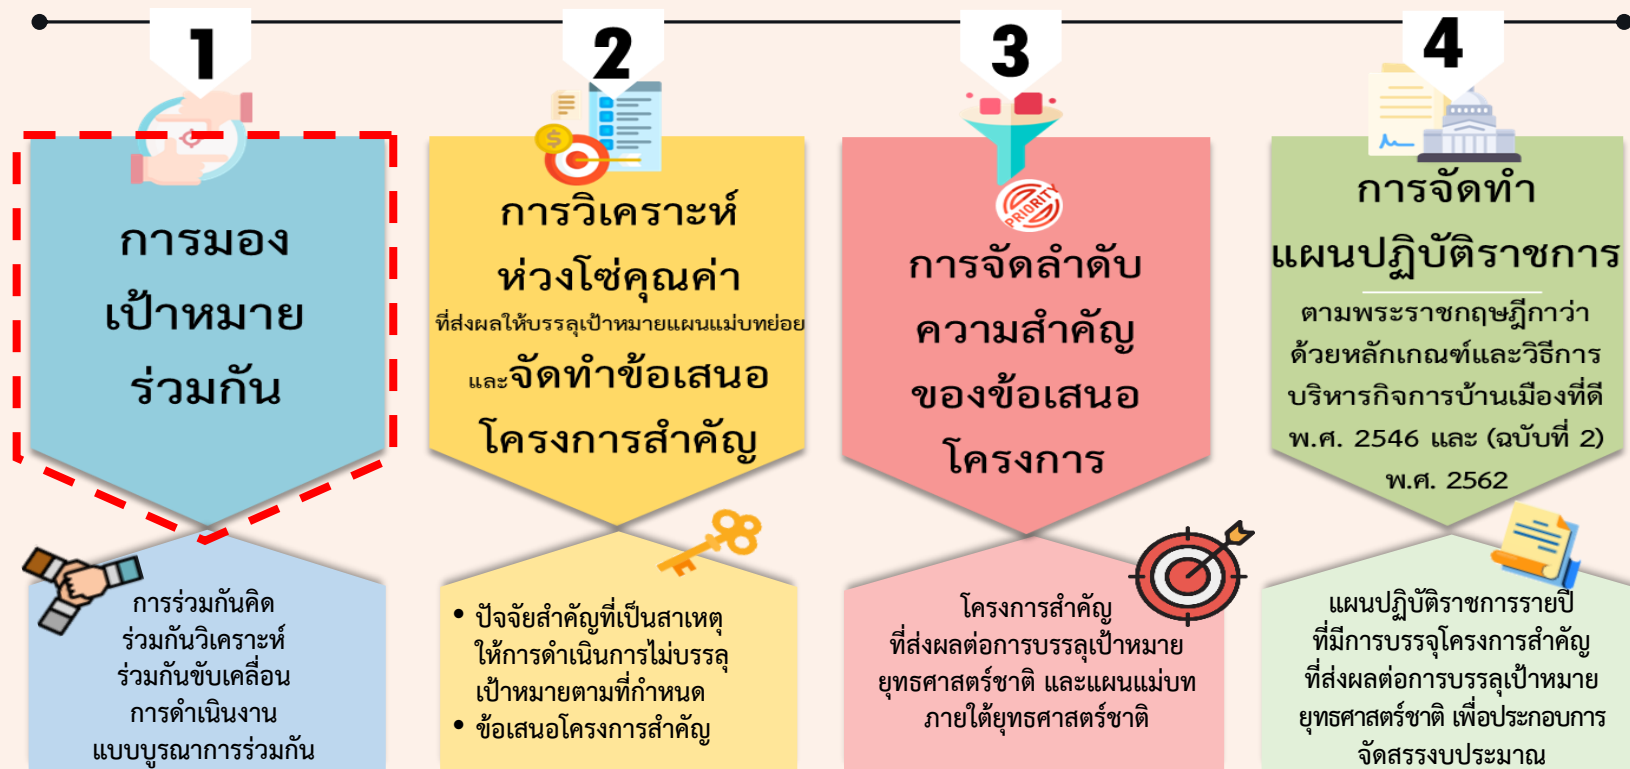 1
การมอง
เป้าหมาย
ร่วมกัน
การร่วมกันคิด
ร่วมกันวิเคราะห์
ร่วมกันขับเคลื่อน
การดำเนินงาน
แบบบูรณาการร่วมกัน
2
การวิเคราะห์
ห่วงโซ่คุณค่า
ที่ส่งผลให้บรรลุเป้าหมายแผนแม่บทย่อย
และจัดทำข้อเสนอ
โครงการสำคัญ
• ปัจจัยสำคัญที่เป็นสาเหตุ
ให้การดำเนินการไม่บรรลุ
เป้าหมายตามที่กำหนด
• ข้อเสนอโครงการสำคัญ
3
PRIORITY
การจัดลำดับ
ความสำคัญ
ของข้อเสนอ
โครงการ
โครงการสำคัญ
ที่ส่งผลต่อการบรรลุเป้าหมาย
ยุทธศาสตร์ชาติ และแผนแม่บท
ภายใต้ยุทธศาสตร์ชาติ
4
การจัดทำ
แผนปฏิบัติราชการ
ตามพระราชกฤษฎีกาว่า
ด้วยหลักเกณฑ์และวิธีการ
บริหารกิจการบ้านเมืองที่ดี
พ.ศ. 2546 และ (ฉบับที่ 2)
พ.ศ. 2562
แผนปฏิบัติราชการรายปี
ที่มีการบรรจุโครงการสำคัญ
ที่ส่งผลต่อการบรรลุเป้าหมาย
ยุทธศาสตร์ชาติ เพื่อประกอบการ
จัดสรรงบประมาณ